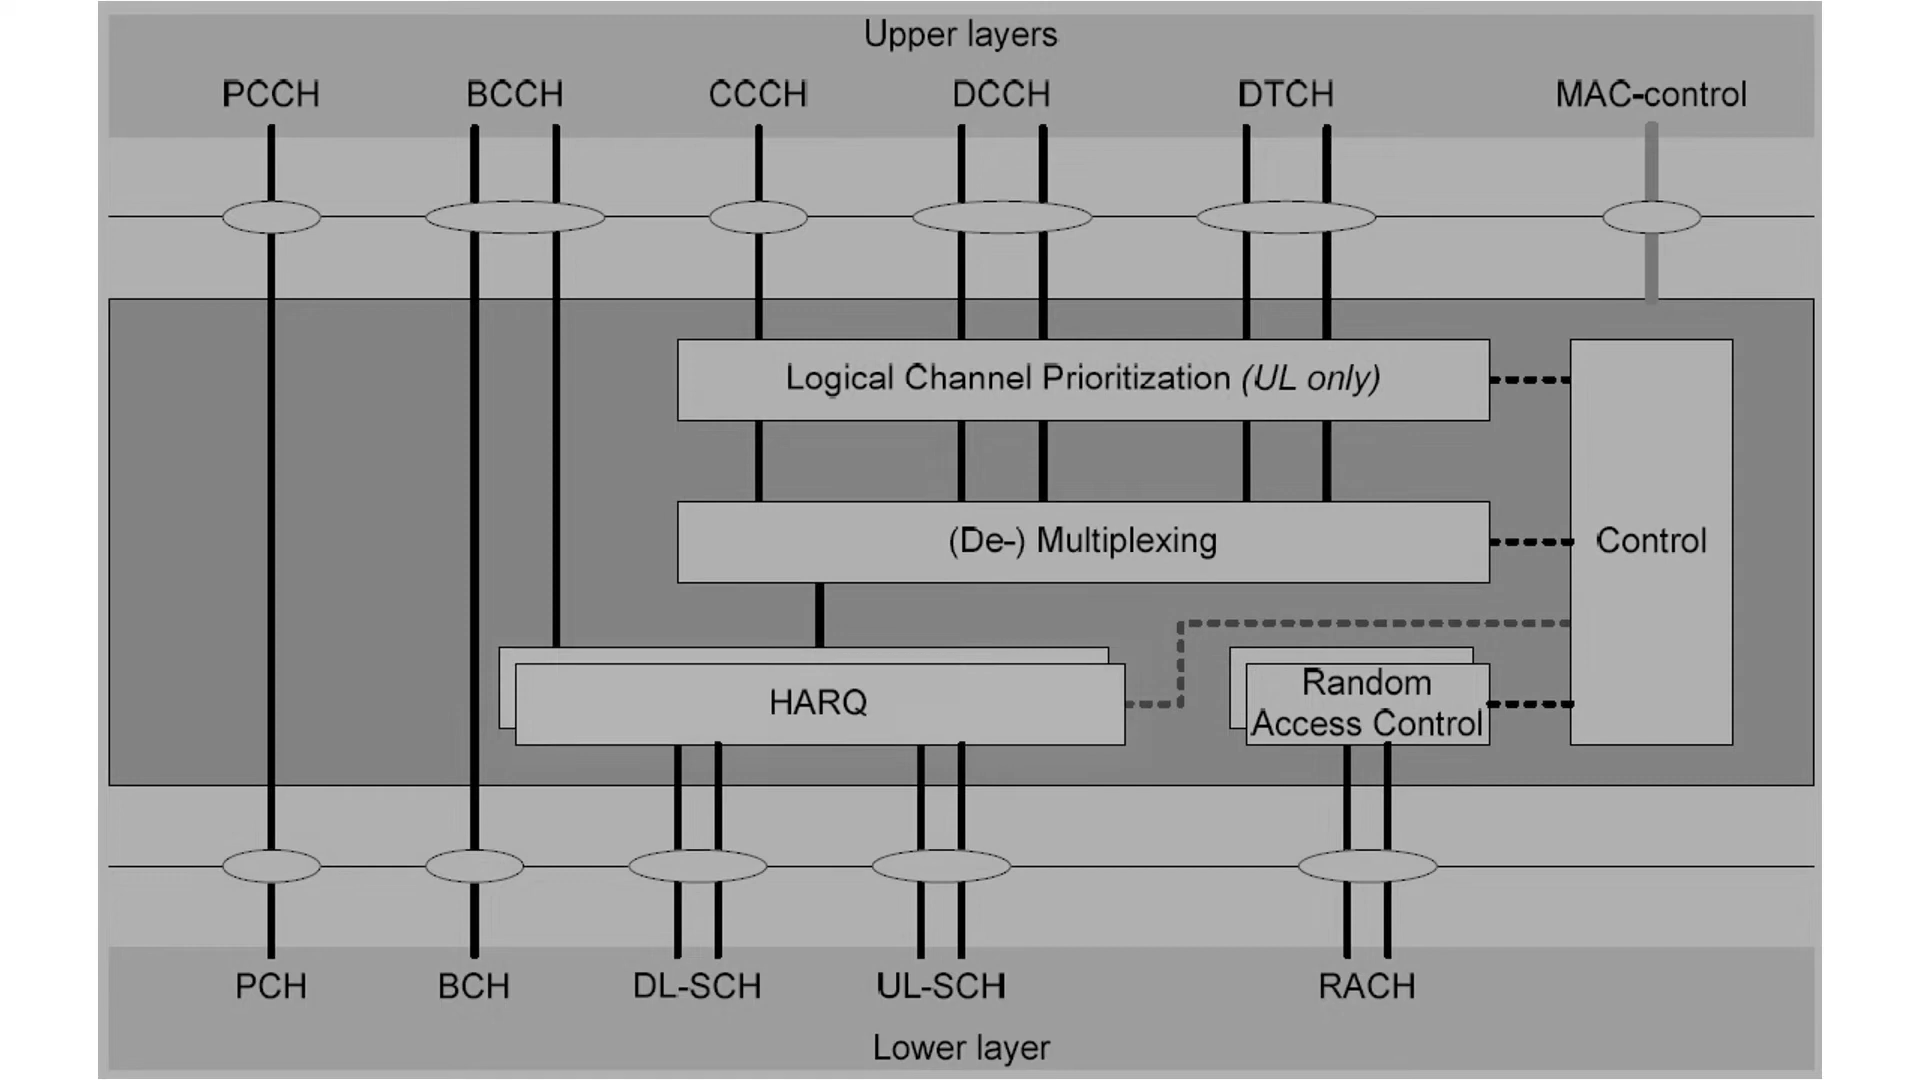 Upper layers
PCCH BCCH CCCH DCCH DTCH MAC-control
Logical Channel Prioritization (UL only)
(De-) Multiplexing
Control
HARQ
Random
Access Control
PCH BCH DL-SCH UL-SCH RACH
Lower layer